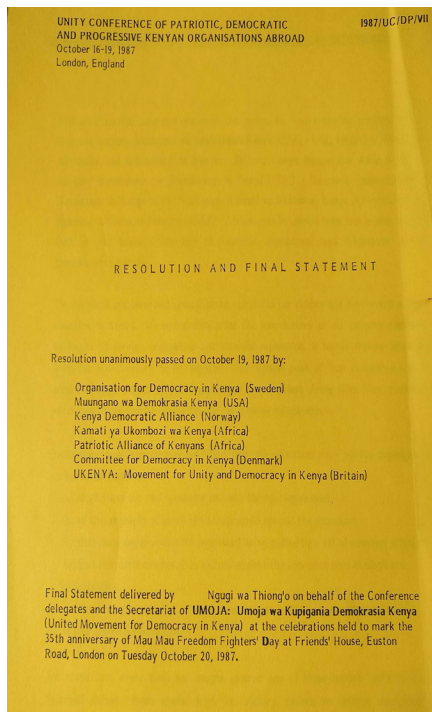 UNITY CONFERENCE OF PATRIOTIC, DEMOCRATIC
AND PROGRESSIVE KENYAN ORGANISATIONS ABROAD
October 16-19, 1987
London, England
1987/UC/DP/VII
RESOLUTION AND FINAL STATEMENT
Resolution unanimously passed on October 19, 1987 by:
Organisation for Democracy in Kenya (Sweden)
Muungano wa Demokrasia Kenya (USA)
Kenya Democratic Alliance (Norway)
Kamati ya Ukombozi wa Kenya (Africa)
Patriotic Alliance of Kenyans (Africa)
Committee for Democracy in Kenya (Denmark)
UKENYA: Movement for Unity and Democracy in Kenya (Britain)
Final Statement delivered by Ngugi wa Thiong'o on behalf of the Conference
delegates and the Secretariat of UMOJA: Umoja wa Kupigania Demokrasia Kenya
(United Movement for Democracy in Kenya) at the celebrations held to mark the
35th anniversary of Mau Mau Freedom Fighters' Day at Friends' House, Euston
Road, London on Tuesday October 20, 1987.